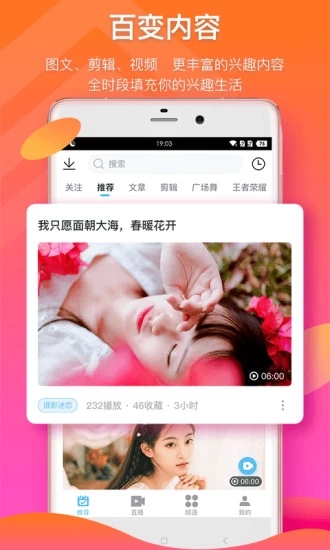 百变内容
图文、剪辑、视频 更丰富的兴趣内容
全时段填充你的兴趣生活
19:03
73
搜索
关注 推荐 文章 剪辑 广场舞 王者荣耀
我只愿面朝大海，春暖花开
06:00
摄影迷恋 232播放 · 46收藏 · 3小时
06:00
推荐 直播 频道 我的